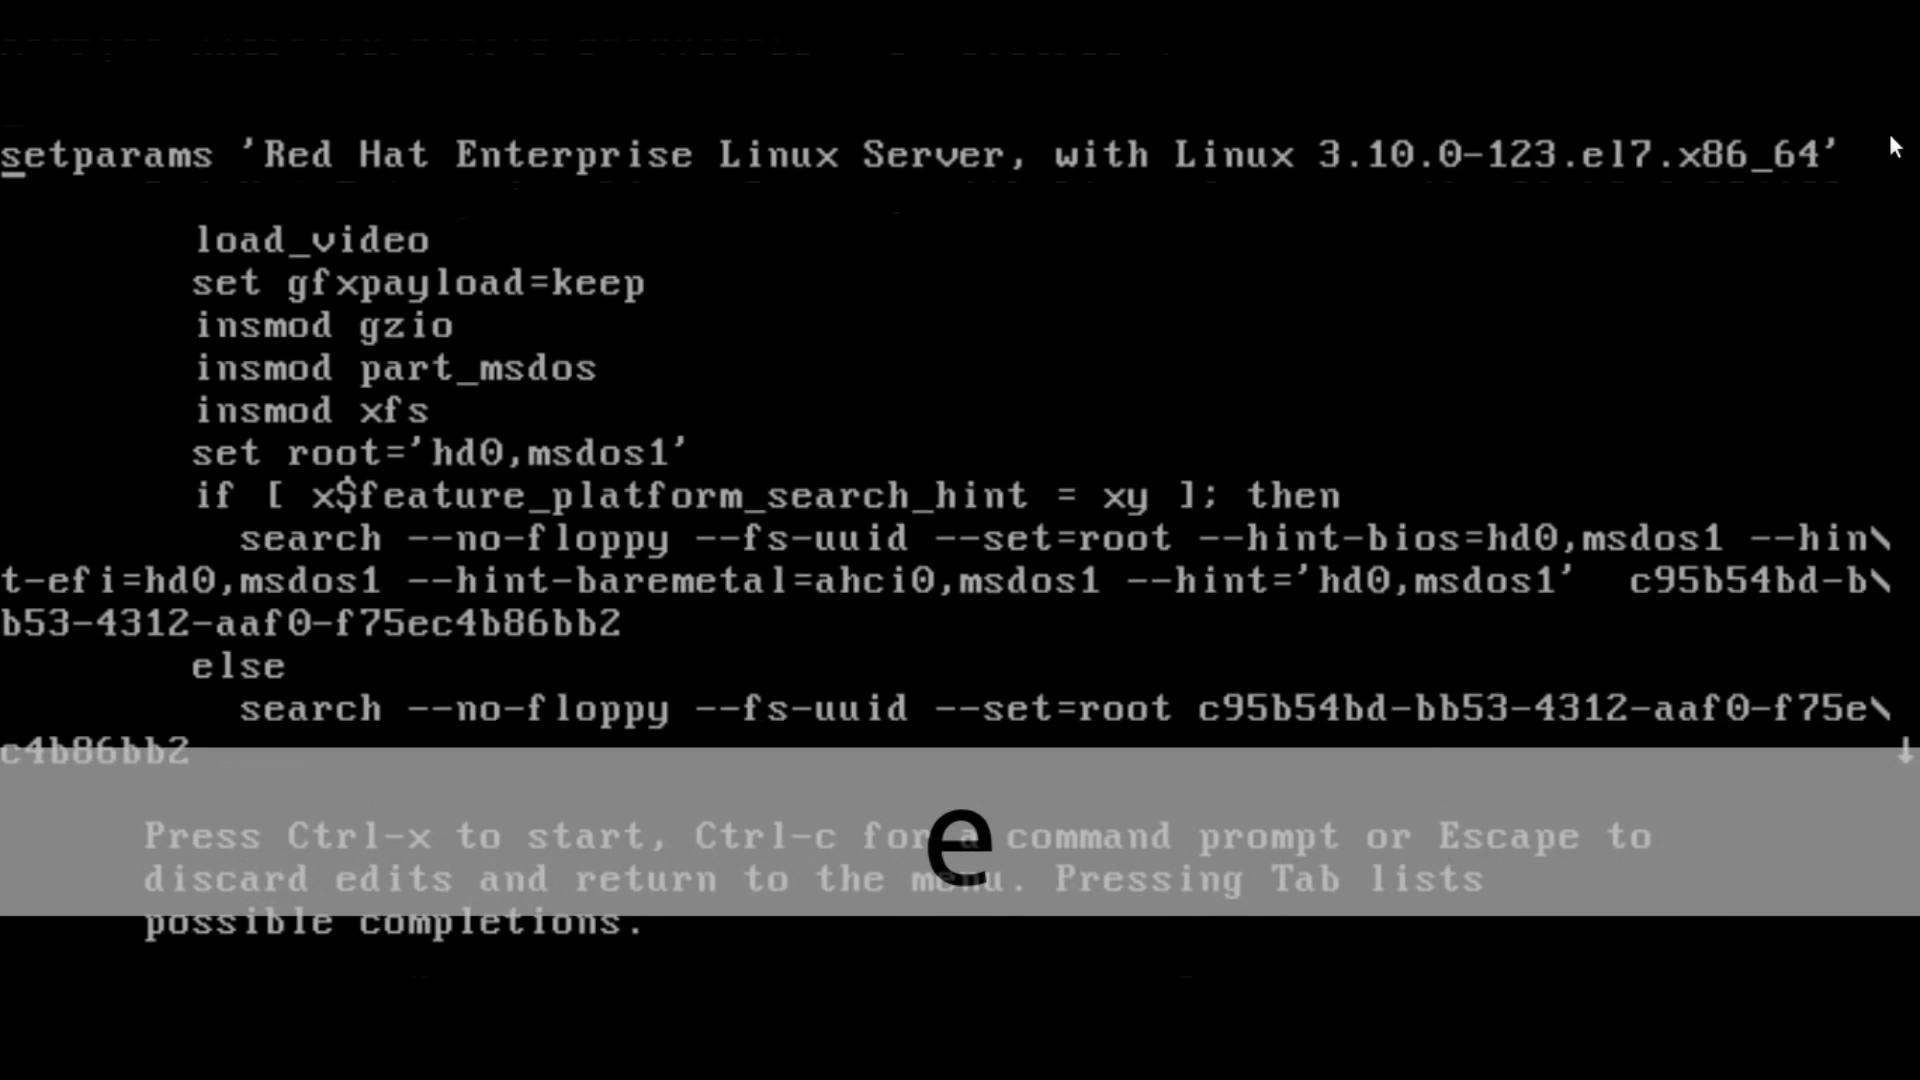 setparams 'Red Hat Enterprise Linux Server, with Linux 3.10.0-123.el7.x86_64'
load_video
set gfxpayload=keep
insmod gzio
insmod part_msdos
insmod xfs
set root='hd0,msdos1'
if [ x$feature_platform_search_hint = xy ]; then
search --no-floppy --fs-uuid --set=root --hint-bios=hd0,msdos1 --hin\
t-efi=hd0,msdos1 --hint-baremetal=ahci0,msdos1 --hint='hd0,msdos1'  c95b54bd-b\
b53-4312-aaf0-f75ec4b86bb2
else
search --no-floppy --fs-uuid --set=root c95b54bd-bb53-4312-aaf0-f75e\
c4b86bb2
Press Ctrl-x to start, Ctrl-c for a command prompt or Escape to
discard edits and return to the menu. Pressing Tab lists
possible completions.
e